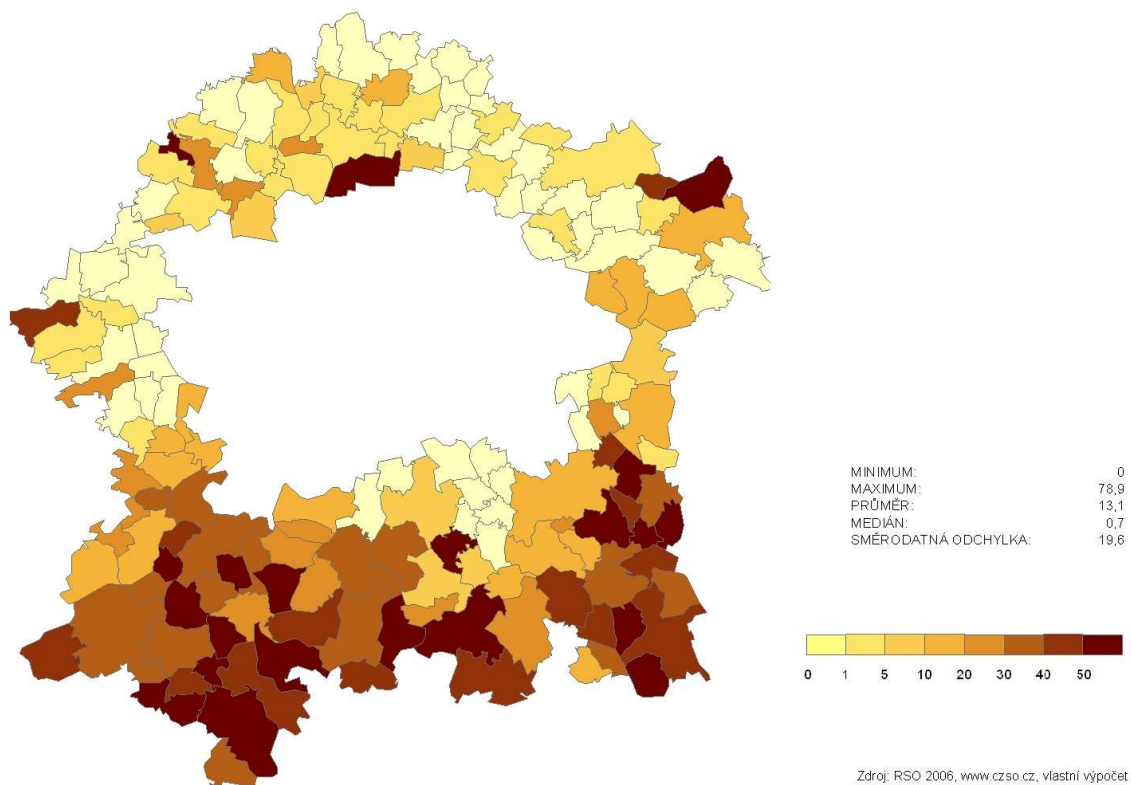 MINIMUM: 0
MAXIMUM: 78,9
PRŮMĚR: 13,1
MEDIÁN: 0,7
SMĚRODATNÁ ODCHYLKA: 19,6
0 1 5 10 20 30 40 50
Zdroj: RSO 2006, www.czso.cz, vlastní výpočet